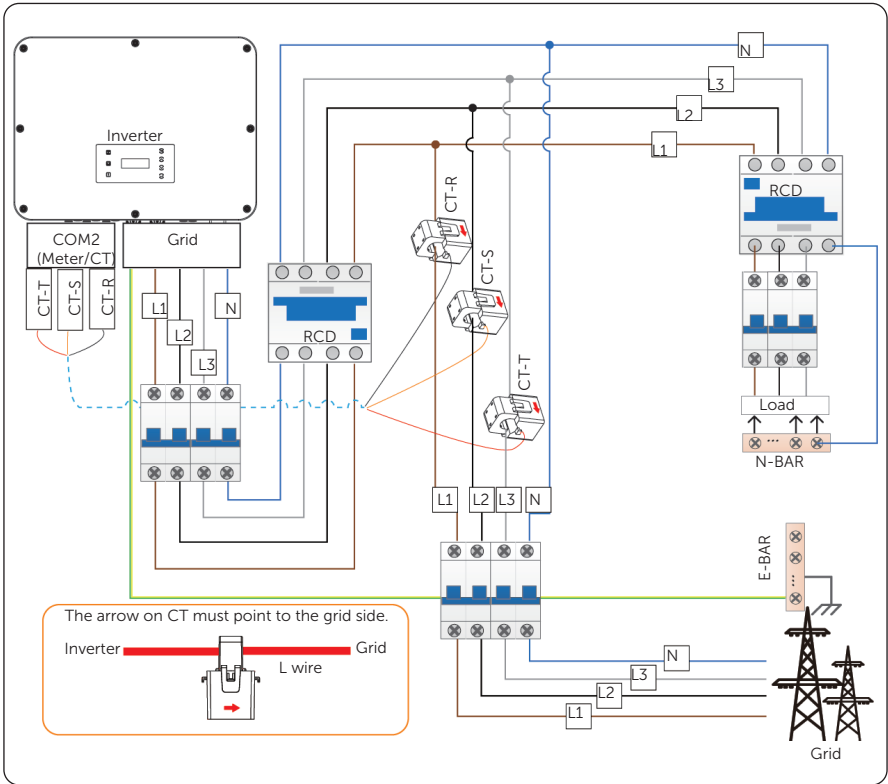 N
L3
L2
L1
Inverter
RCD
COM2
(Meter/CT)
Grid
CT-T
CT-S
CT-R
L1
L2
L3
N
RCD
CT-R
CT-S
CT-T
Load
...
N-BAR
L1
L2
L3
N
E-BAR
...
The arrow on CT must point to the grid side.
Inverter
Grid
L wire
N
L3
L2
L1
Grid